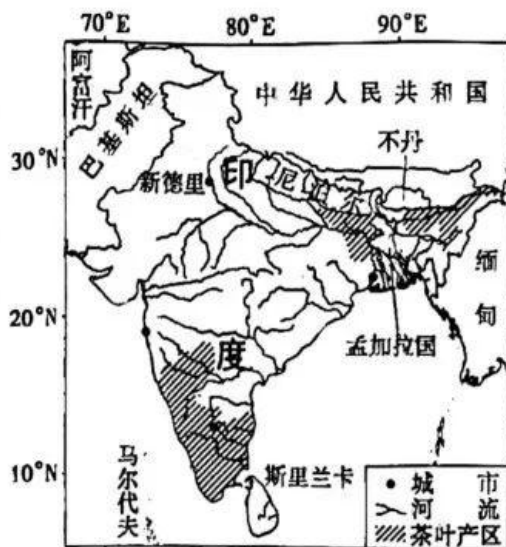 70°E 80°E 90°E
阿富汗
巴基斯坦
中华人民共和国
不丹
30°N
新德里
印
尼泊尔
缅甸
20°N
孟加拉国
度
10°N
马尔代夫
斯里兰卡
城市
河流
茶叶产区